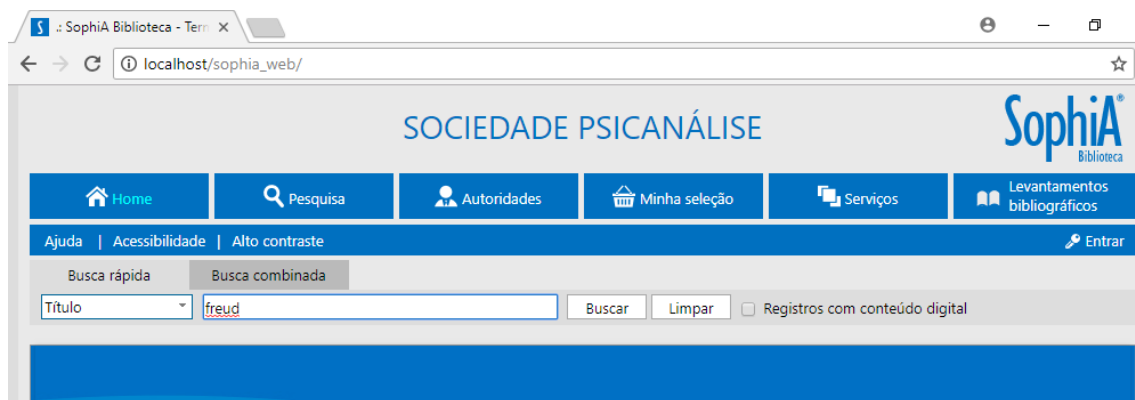 .: SophiA Biblioteca - Tern
localhost/sophia_web/
SOCIEDADE PSICANÁLISE
SophiA®
Biblioteca
Home Pesquisa Autoridades Minha seleção Serviços Levantamentos bibliográficos
Ajuda | Acessibilidade | Alto contraste Entrar
Busca rápida Busca combinada
Título freud Buscar Limpar Registros com conteúdo digital